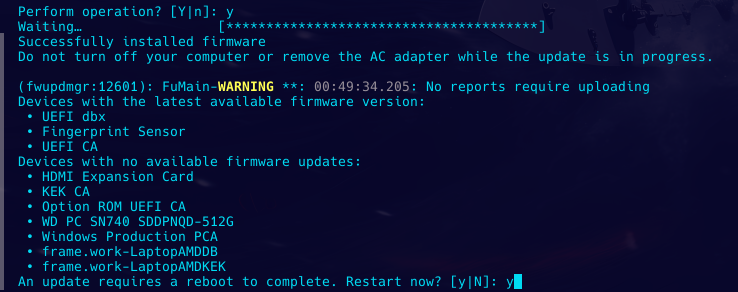 Perform operation? [Y|n]: y
Waiting… [***************************************]
Successfully installed firmware
Do not turn off your computer or remove the AC adapter while the update is in progress.
(fwupdmgr:12601): FuMain-WARNING **: 00:49:34.205: No reports require uploading
Devices with the latest available firmware version:
• UEFI dbx
• Fingerprint Sensor
• UEFI CA
Devices with no available firmware updates:
• HDMI Expansion Card
• KEK CA
• Option ROM UEFI CA
• WD PC SN740 SDDPNQD-512G
• Windows Production PCA
• frame.work-LaptopAMDDB
• frame.work-LaptopAMDKEK
An update requires a reboot to complete. Restart now? [y|N]: y